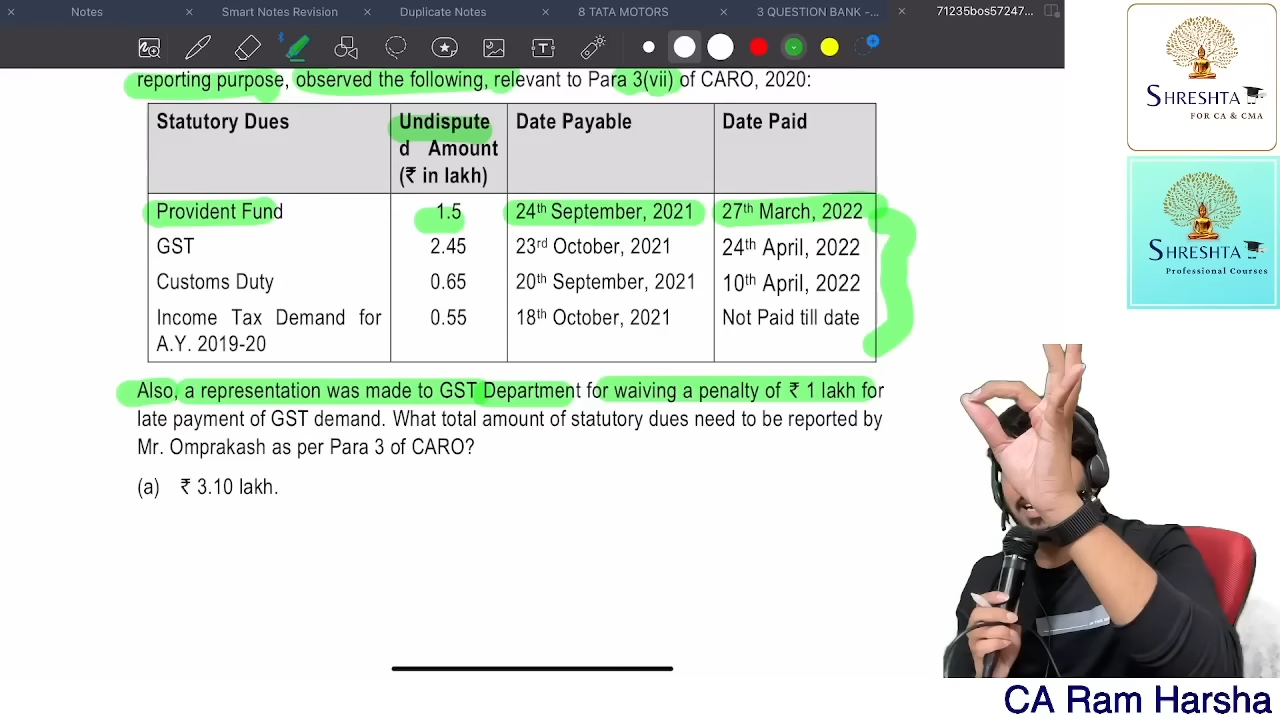 Notes
Smart Notes Revision
Duplicate Notes
8 TATA MOTORS
3 QUESTION BANK -...
71235bos57247...
reporting purpose, observed the following, relevant to Para 3(vii) of CARO, 2020:
Statutory Dues
Undispute
d Amount
(₹ in lakh)
Date Payable
Date Paid
Provident Fund 1.5 24th September, 2021 27th March, 2022
GST 2.45 23rd October, 2021 24th April, 2022
Customs Duty 0.65 20th September, 2021 10th April, 2022
Income Tax Demand for 0.55 18th October, 2021 Not Paid till date
A.Y. 2019-20
Also, a representation was made to GST Department for waiving a penalty of ₹ 1 lakh for
late payment of GST demand. What total amount of statutory dues need to be reported by
Mr. Omprakash as per Para 3 of CARO?
(a) ₹ 3.10 lakh.
SHRESHTA
FOR CA & CMA
SHRESHTA
Professional Courses
CA Ram Harsha